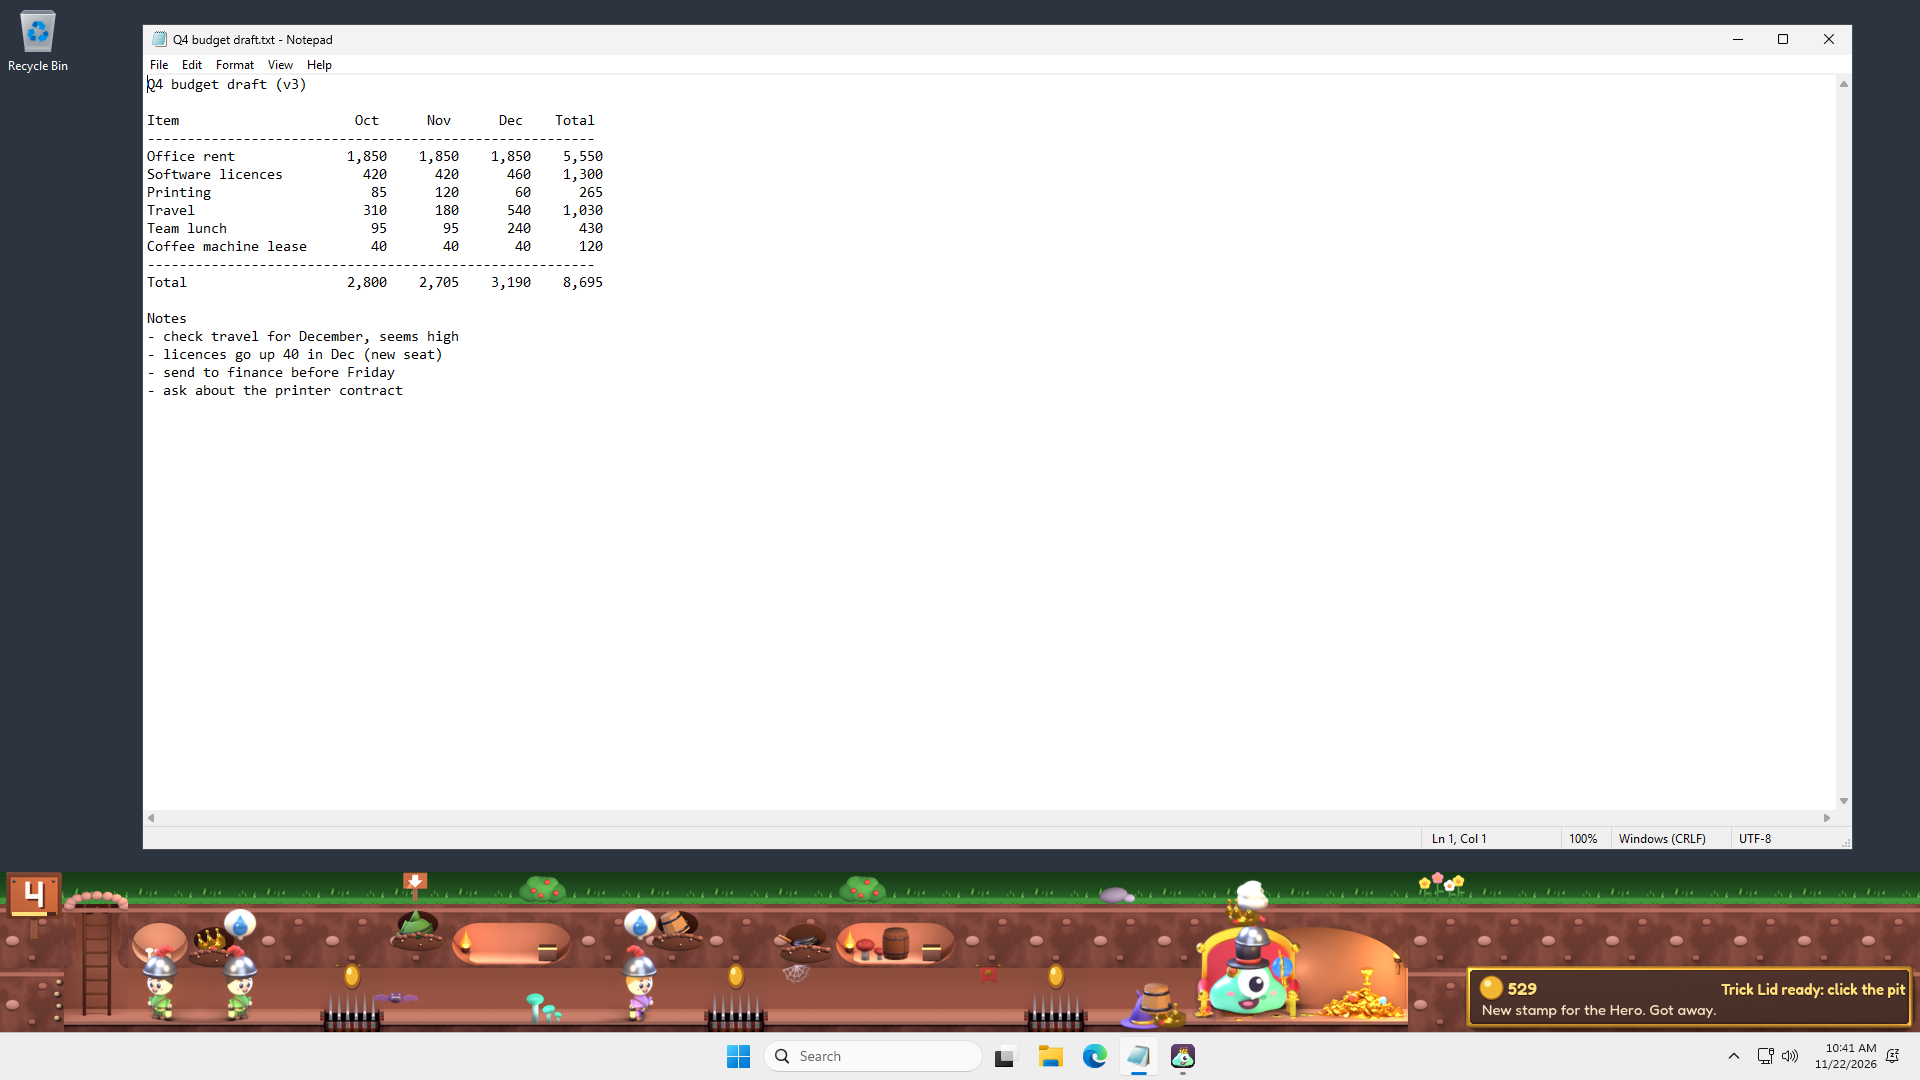 Recycle Bin
Q4 budget draft.txt - Notepad
File Edit Format View Help
Q4 budget draft (v3)
Item Oct Nov Dec Total
--------------------------------------------------------
Office rent 1,850 1,850 1,850 5,550
Software licences 420 420 460 1,300
Printing 85 120 60 265
Travel 310 180 540 1,030
Team lunch 95 95 240 430
Coffee machine lease 40 40 40 120
--------------------------------------------------------
Total 2,800 2,705 3,190 8,695
Notes
- check travel for December, seems high
- licences go up 40 in Dec (new seat)
- send to finance before Friday
- ask about the printer contract
Ln 1, Col 1 100% Windows (CRLF) UTF-8
4
529 Trick Lid ready: click the pit
New stamp for the Hero. Got away.
Search
10:41 AM
11/22/2026